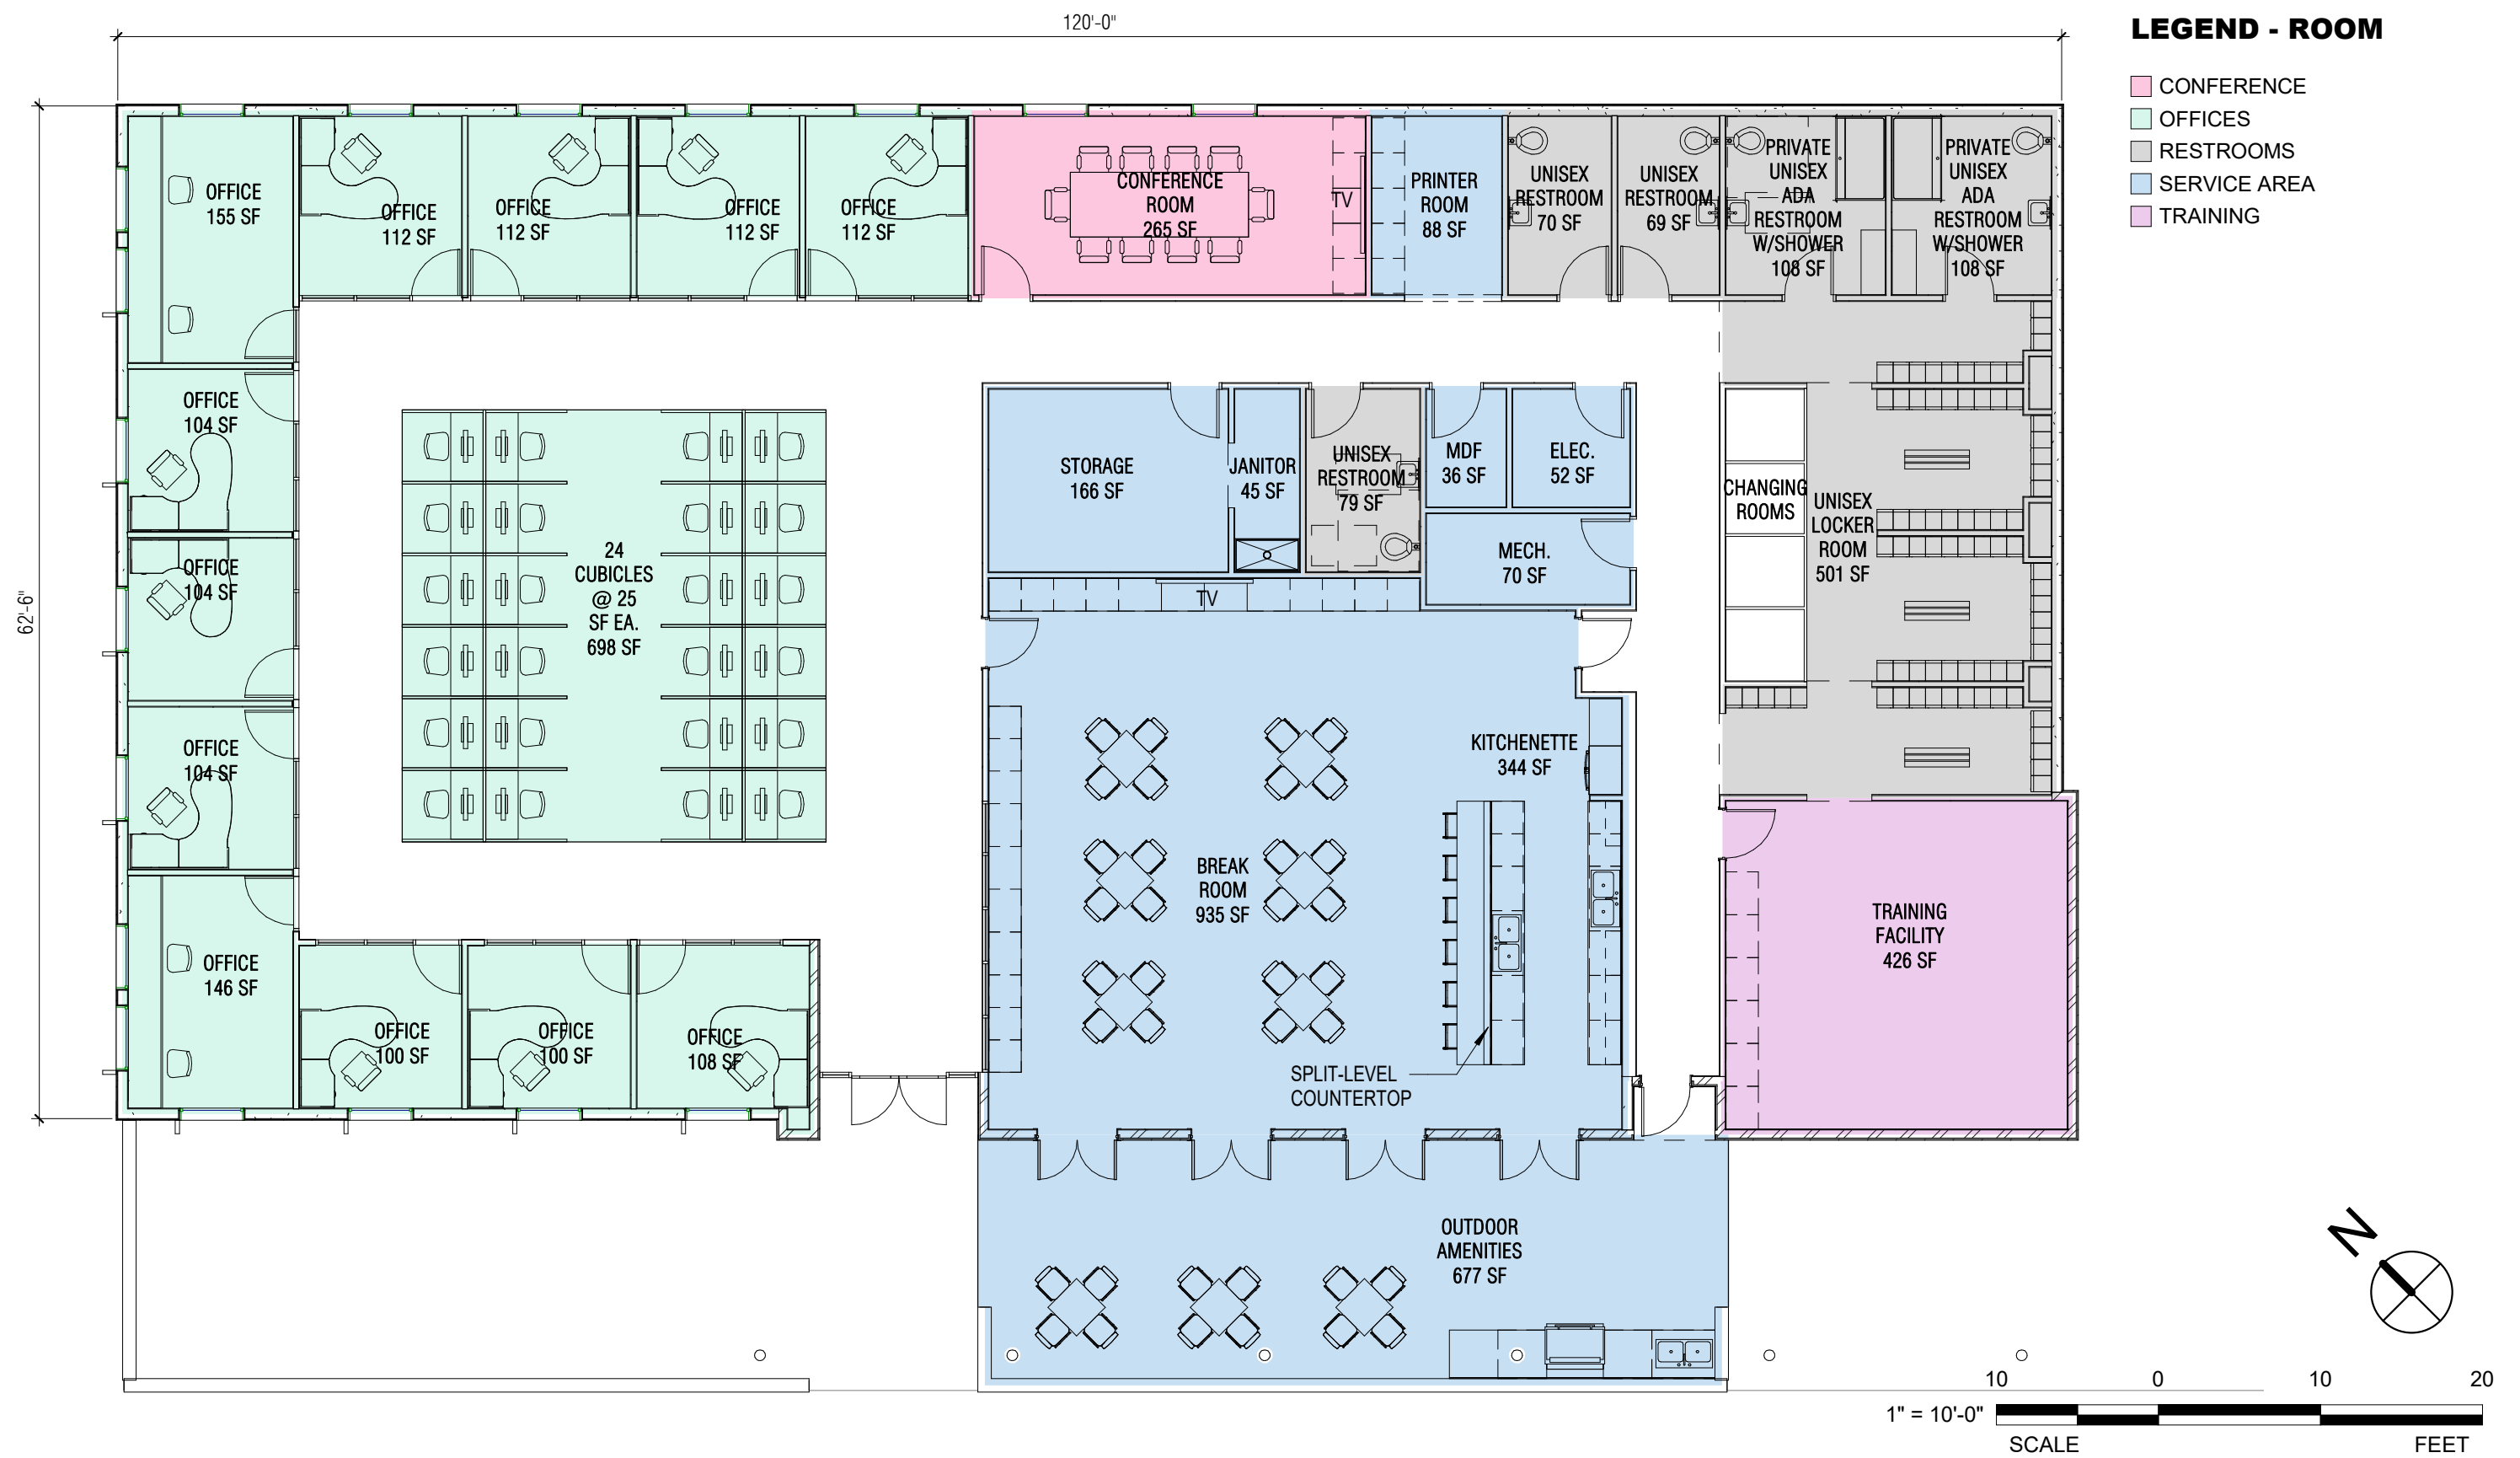 120'-0"
LEGEND - ROOM
CONFERENCE
OFFICES
RESTROOMS
SERVICE AREA
TRAINING
62'-6"
OFFICE
155 SF
OFFICE
112 SF
OFFICE
112 SF
OFFICE
112 SF
OFFICE
112 SF
CONFERENCE
ROOM
265 SF
TV
PRINTER
ROOM
88 SF
UNISEX
RESTROOM
70 SF
UNISEX
RESTROOM
69 SF
PRIVATE
UNISEX
ADA
RESTROOM
W/SHOWER
108 SF
PRIVATE
UNISEX
ADA
RESTROOM
W/SHOWER
108 SF
OFFICE
104 SF
OFFICE
104 SF
OFFICE
104 SF
OFFICE
146 SF
OFFICE
100 SF
OFFICE
100 SF
OFFICE
108 SF
24
CUBICLES
@ 25
SF EA.
698 SF
STORAGE
166 SF
JANITOR
45 SF
UNISEX
RESTROOM
79 SF
MDF
36 SF
ELEC.
52 SF
MECH.
70 SF
TV
CHANGING
ROOMS
UNISEX
LOCKER
ROOM
501 SF
KITCHENETTE
344 SF
BREAK
ROOM
935 SF
SPLIT-LEVEL
COUNTERTOP
TRAINING
FACILITY
426 SF
OUTDOOR
AMENITIES
677 SF
N
10 0 10 20
1" = 10'-0"
SCALE FEET